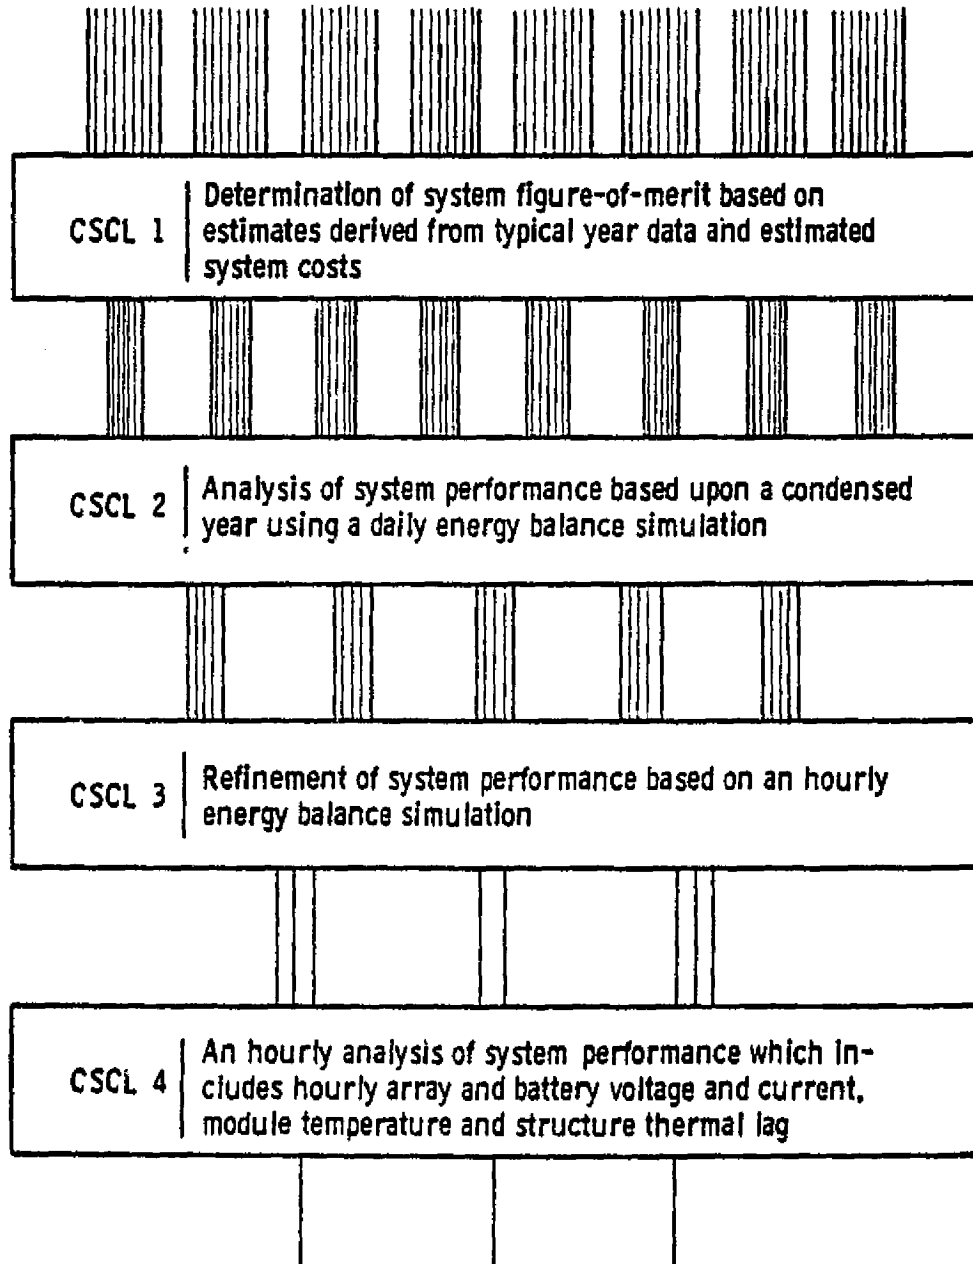 CSCL 1
Determination of system figure-of-merit based on
estimates derived from typical year data and estimated
system costs
CSCL 2
Analysis of system performance based upon a condensed
year using a daily energy balance simulation
CSCL 3
Refinement of system performance based on an hourly
energy balance simulation
CSCL 4
An hourly analysis of system performance which in-
cludes hourly array and battery voltage and current,
module temperature and structure thermal lag